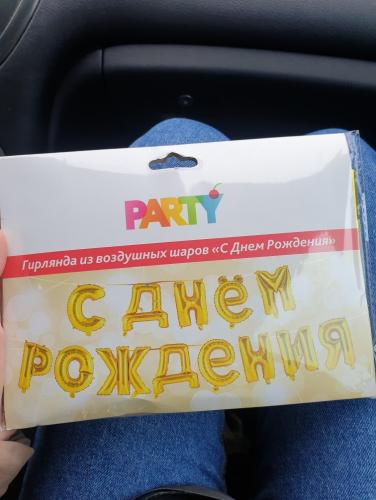 PARTY
Гирлянда из воздушных шаров «С Днем Рождения»
С ДНЁМ
РОЖДЕНИЯ